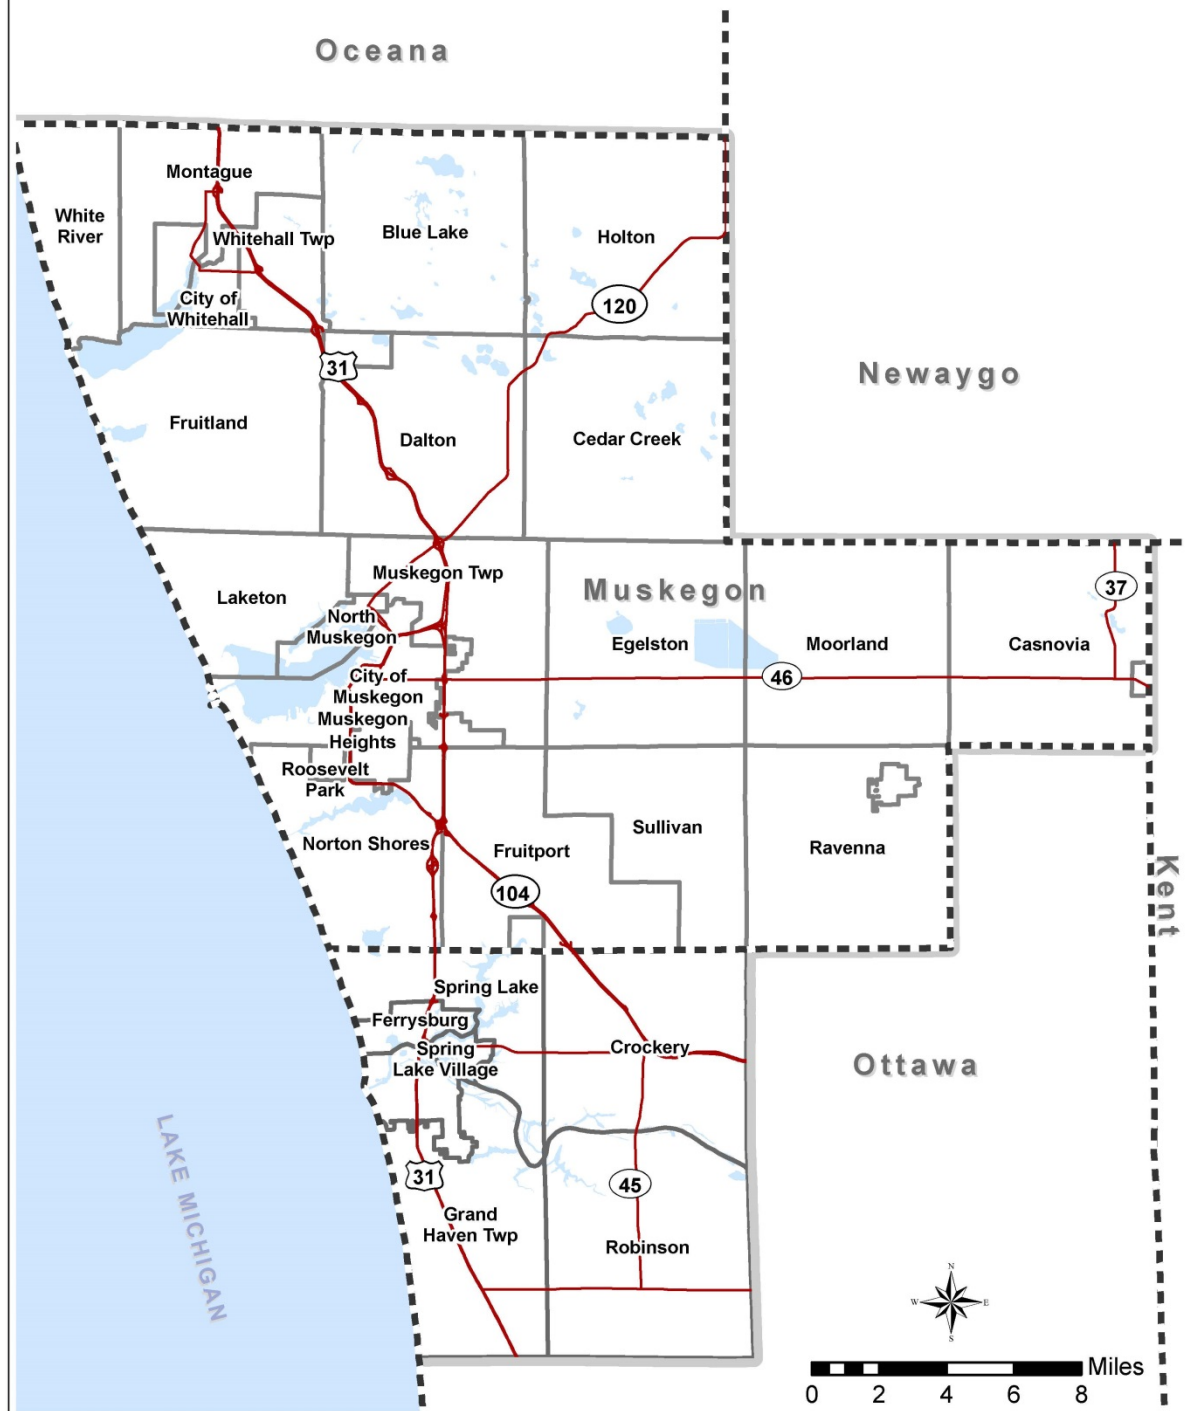 Oceana
Montague
White
River
Whitehall Twp
Blue Lake
Holton
City of
Whitehall
120
31
Newaygo
Fruitland
Dalton
Cedar Creek
Muskegon Twp
Muskegon
37
Laketon
North
Muskegon
Egelston
Moorland
Casnovia
City of
Muskegon
46
Muskegon
Heights
Roosevelt
Park
Norton Shores
Fruitport
Sullivan
Ravenna
104
Kent
Spring Lake
Ferrysburg
Spring
Lake Village
Crockery
Ottawa
LAKE MICHIGAN
31
45
Grand
Haven Twp
Robinson
N
W
E
S
Miles
0 2 4 6 8